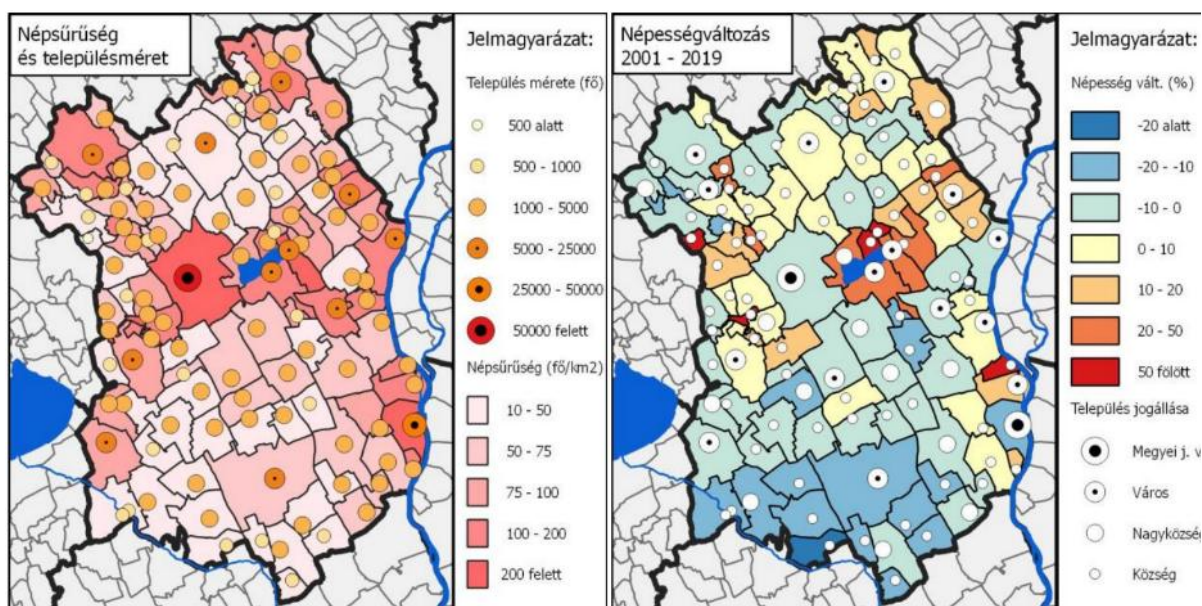 Népsűrűség
és településméret
Jelmagyarázat:
Település mérete (fő)
500 alatt
500 - 1000
1000 - 5000
5000 - 25000
25000 - 50000
50000 felett
Népsűrűség (fő/km2)
10 - 50
50 - 75
75 - 100
100 - 200
200 felett
Népességváltozás
2001 - 2019
Jelmagyarázat:
Népesség vált. (%)
-20 alatt
-20 - -10
-10 - 0
0 - 10
10 - 20
20 - 50
50 fölött
Település jogállása
Megyei j. v
Város
Nagyközség
Község